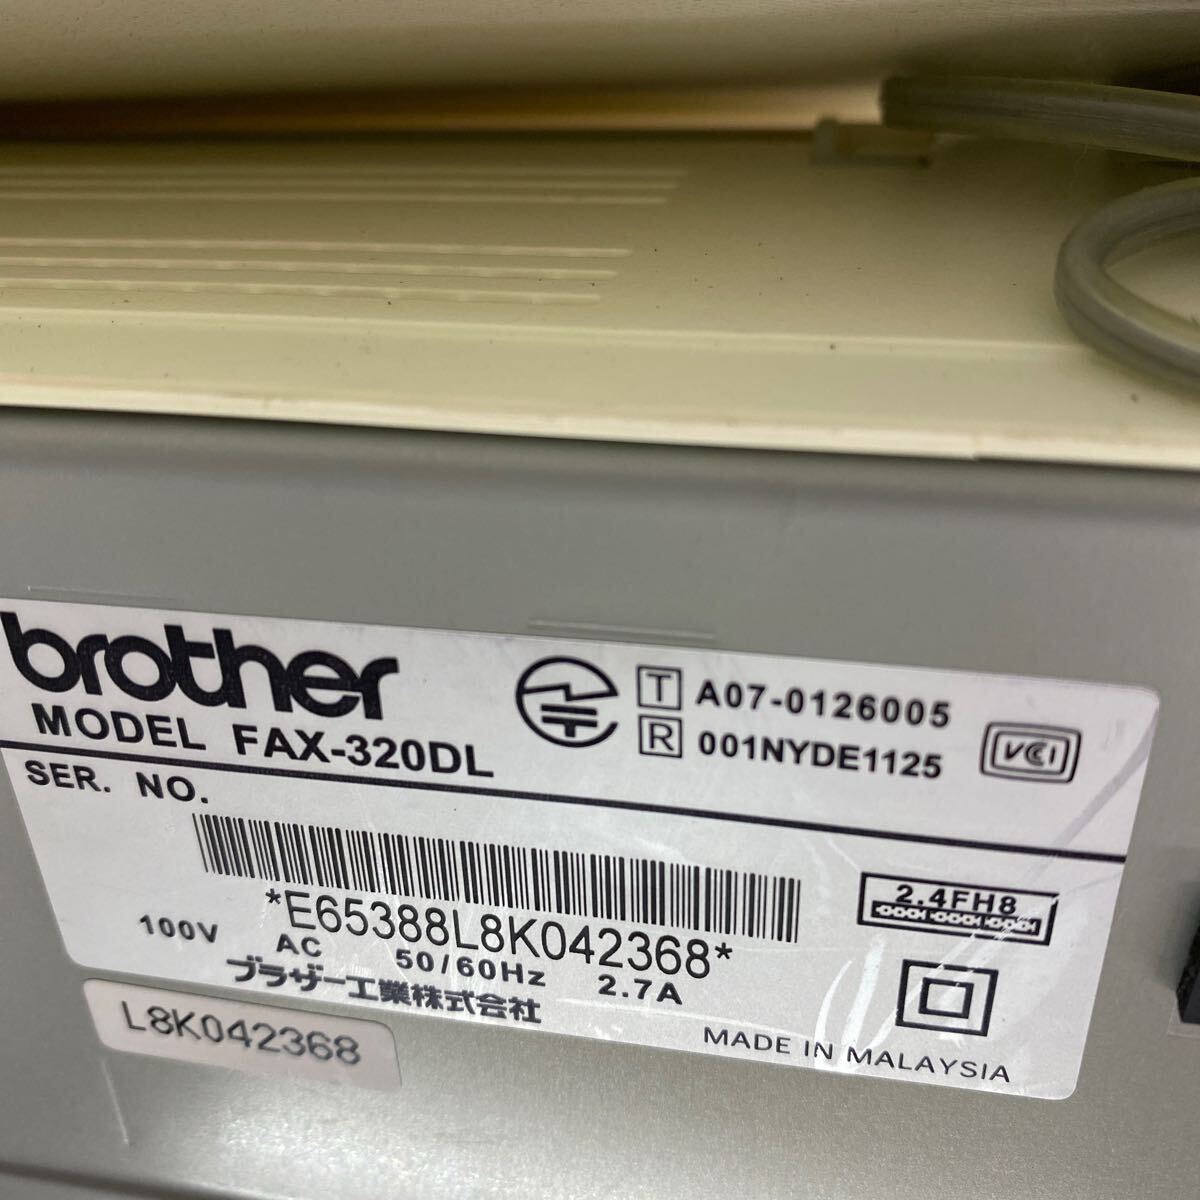 brother
MODEL FAX-320DL
T A07-0126005
R 001NYDE1125
VCI
SER. NO.
*E65388L8K042368*
2.4FH8
100V AC 50/60Hz 2.7A
ブラザー工業株式会社
MADE IN MALAYSIA
L8K042368